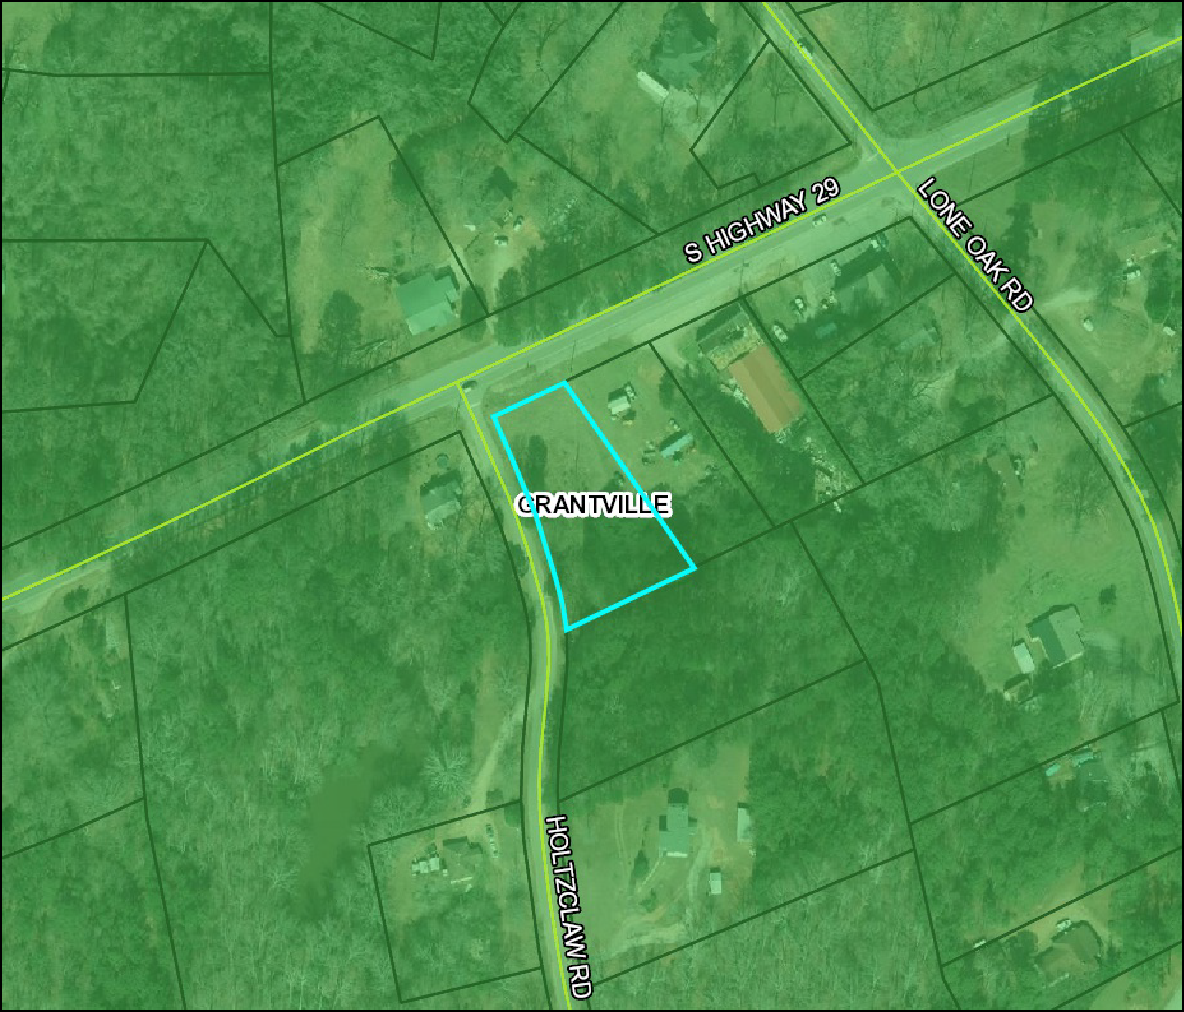 S HIGHWAY 29
LONE OAK RD
GRANTVILLE
HOLTZCLAW RD